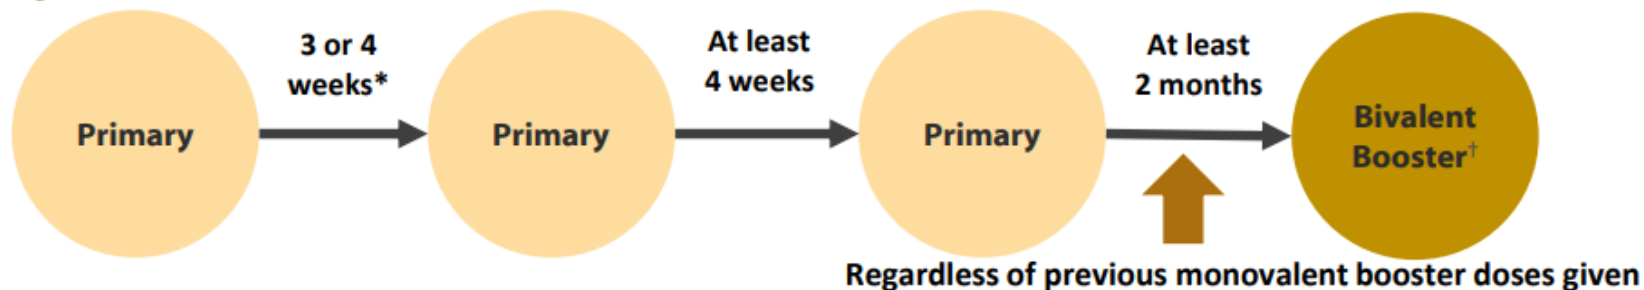 Primary
3 or 4
weeks*
Primary
At least
4 weeks
Primary
At least
2 months
Bivalent
Booster†
Regardless of previous monovalent booster doses given